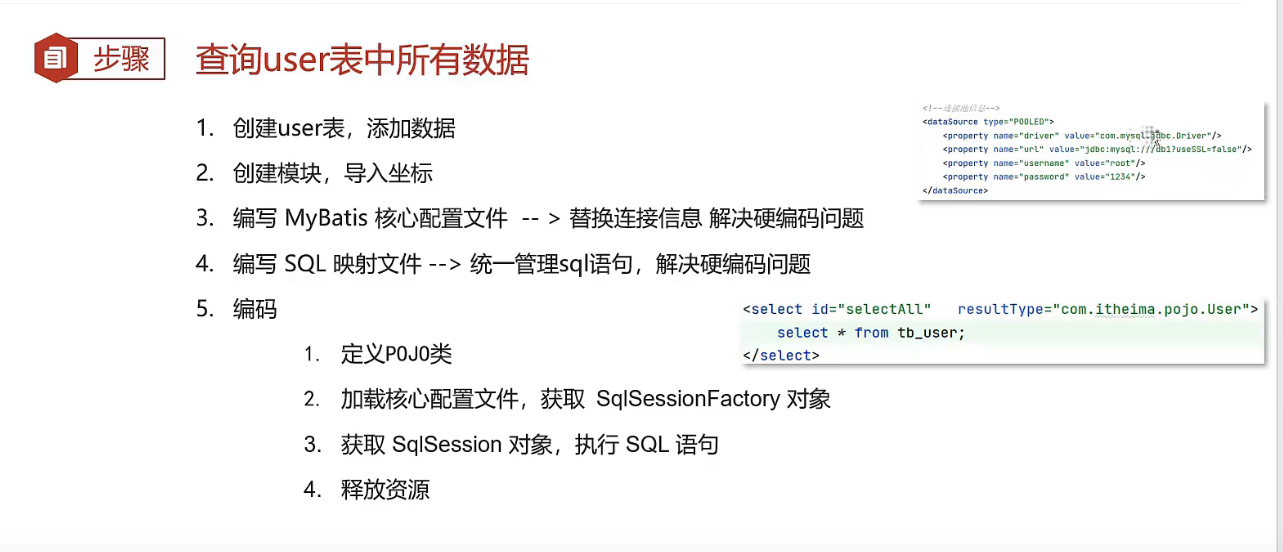 步骤
查询user表中所有数据
1. 创建user表，添加数据
2. 创建模块，导入坐标
3. 编写 MyBatis 核心配置文件 -- > 替换连接信息 解决硬编码问题
4. 编写 SQL 映射文件 --> 统一管理sql语句，解决硬编码问题
5. 编码
1. 定义POJO类
2. 加载核心配置文件，获取 SqlSessionFactory 对象
3. 获取 SqlSession 对象，执行 SQL 语句
4. 释放资源
<!--连接池信息-->
<dataSource type="POOLED">
<property name="driver" value="com.mysql.jdbc.Driver"/>
<property name="url" value="jdbc:mysql:///db1?useSSL=false"/>
<property name="username" value="root"/>
<property name="password" value="1234"/>
</dataSource>
<select id="selectAll" resultType="com.itheima.pojo.User">
select * from tb_user;
</select>